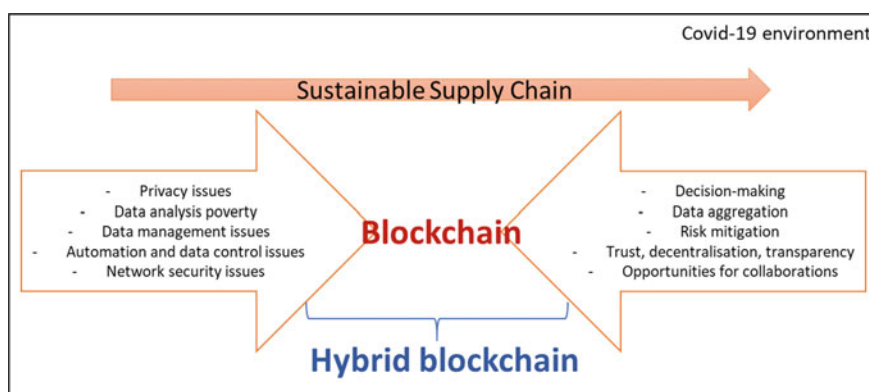 Covid-19 environment
Sustainable Supply Chain
- Privacy issues
- Data analysis poverty
- Data management issues
- Automation and data control issues
- Network security issues
Blockchain
- Decision-making
- Data aggregation
- Risk mitigation
- Trust, decentralisation, transparency
- Opportunities for collaborations
Hybrid blockchain